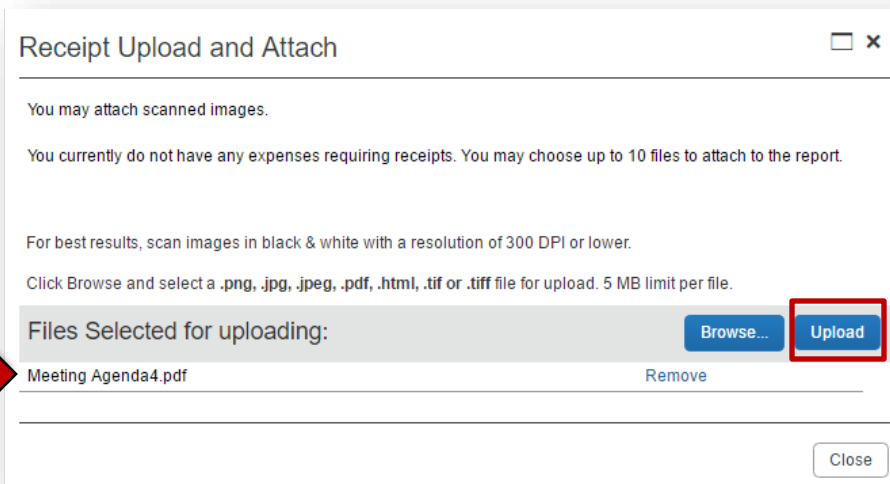 Receipt Upload and Attach
You may attach scanned images.
You currently do not have any expenses requiring receipts. You may choose up to 10 files to attach to the report.
For best results, scan images in black & white with a resolution of 300 DPI or lower.
Click Browse and select a .png, .jpg, .jpeg, .pdf, .html, .tif or .tiff file for upload. 5 MB limit per file.
Files Selected for uploading: Browse... Upload
Meeting Agenda4.pdf Remove
Close